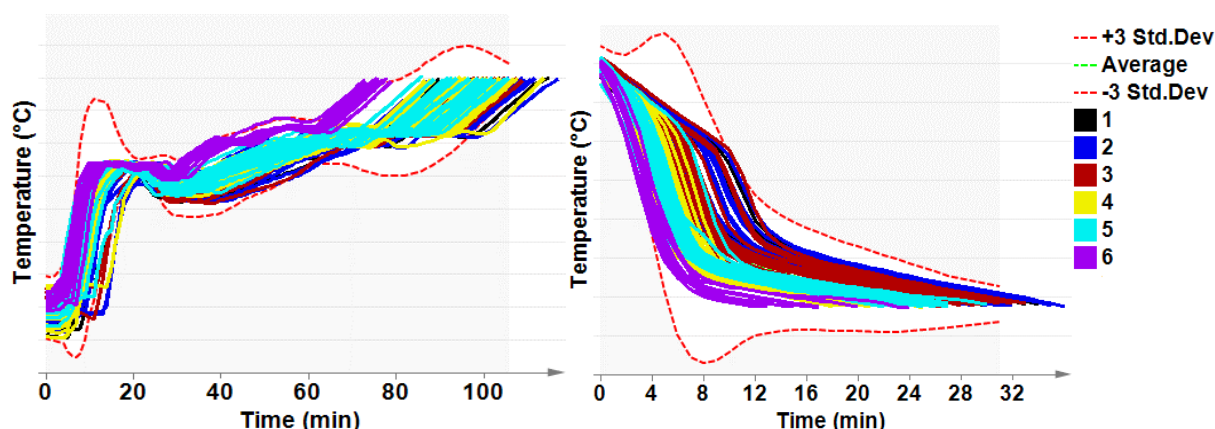 Temperature (°C)
0 20 40 60 80 100
Time (min)
Temperature (°C)
0 4 8 12 16 20 24 28 32
Time (min)
+3 Std.Dev
Average
-3 Std.Dev
1
2
3
4
5
6